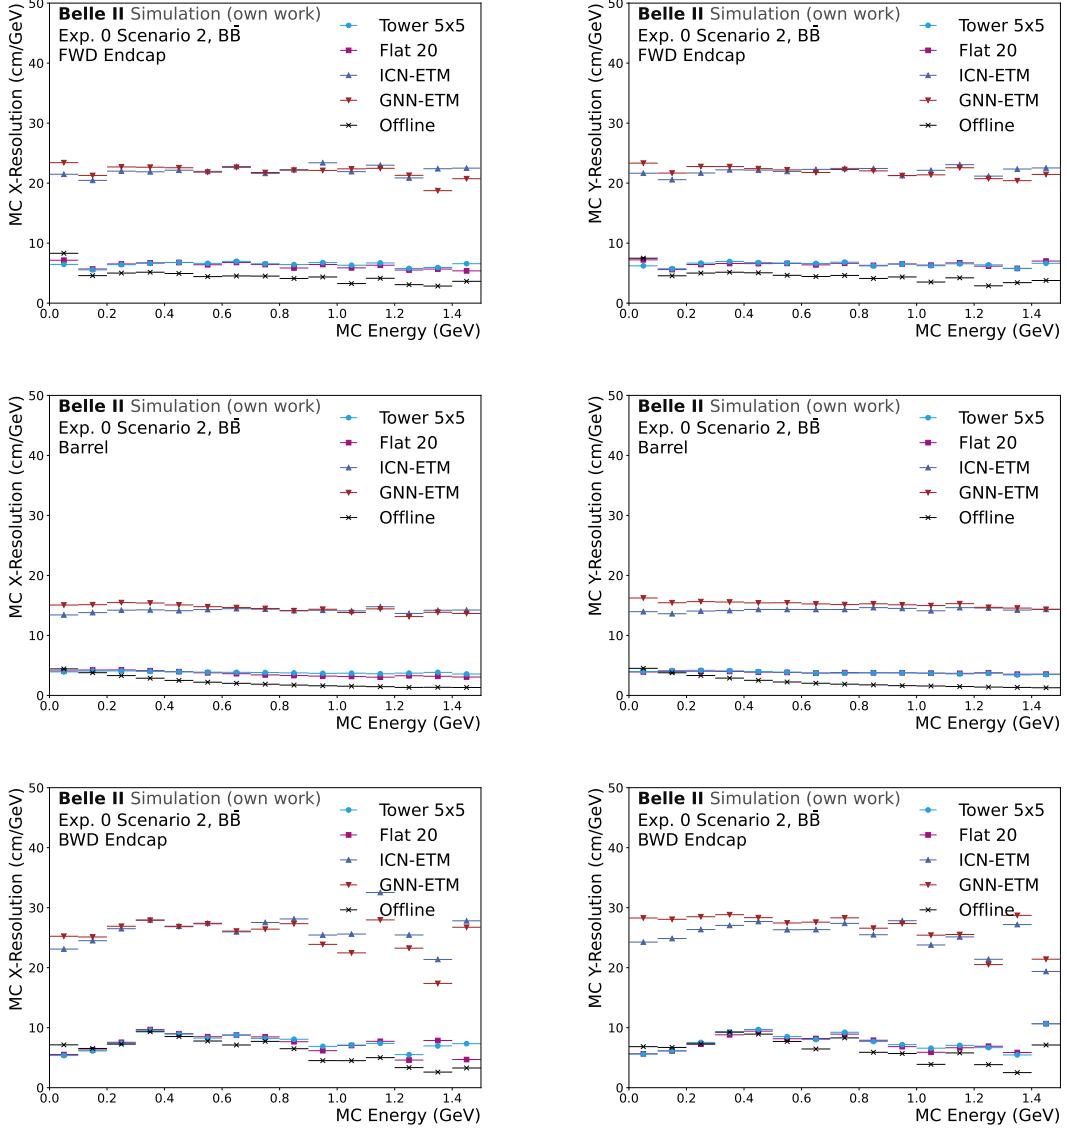 MC X-Resolution (cm/GeV)
50
40
30
20
10
0
Belle II Simulation (own work)
Exp. 0 Scenario 2, BB̄
FWD Endcap
Tower 5x5
Flat 20
ICN-ETM
GNN-ETM
Offline
0.0 0.2 0.4 0.6 0.8 1.0 1.2 1.4
MC Energy (GeV)
MC Y-Resolution (cm/GeV)
50
40
30
20
10
0
Belle II Simulation (own work)
Exp. 0 Scenario 2, BB̄
FWD Endcap
Tower 5x5
Flat 20
ICN-ETM
GNN-ETM
Offline
0.0 0.2 0.4 0.6 0.8 1.0 1.2 1.4
MC Energy (GeV)
MC X-Resolution (cm/GeV)
50
40
30
20
10
0
Belle II Simulation (own work)
Exp. 0 Scenario 2, BB̄
Barrel
Tower 5x5
Flat 20
ICN-ETM
GNN-ETM
Offline
0.0 0.2 0.4 0.6 0.8 1.0 1.2 1.4
MC Energy (GeV)
MC Y-Resolution (cm/GeV)
50
40
30
20
10
0
Belle II Simulation (own work)
Exp. 0 Scenario 2, BB̄
Barrel
Tower 5x5
Flat 20
ICN-ETM
GNN-ETM
Offline
0.0 0.2 0.4 0.6 0.8 1.0 1.2 1.4
MC Energy (GeV)
MC X-Resolution (cm/GeV)
50
40
30
20
10
0
Belle II Simulation (own work)
Exp. 0 Scenario 2, BB̄
BWD Endcap
Tower 5x5
Flat 20
ICN-ETM
GNN-ETM
Offline
0.0 0.2 0.4 0.6 0.8 1.0 1.2 1.4
MC Energy (GeV)
MC Y-Resolution (cm/GeV)
50
40
30
20
10
0
Belle II Simulation (own work)
Exp. 0 Scenario 2, BB̄
BWD Endcap
Tower 5x5
Flat 20
ICN-ETM
GNN-ETM
Offline
0.0 0.2 0.4 0.6 0.8 1.0 1.2 1.4
MC Energy (GeV)